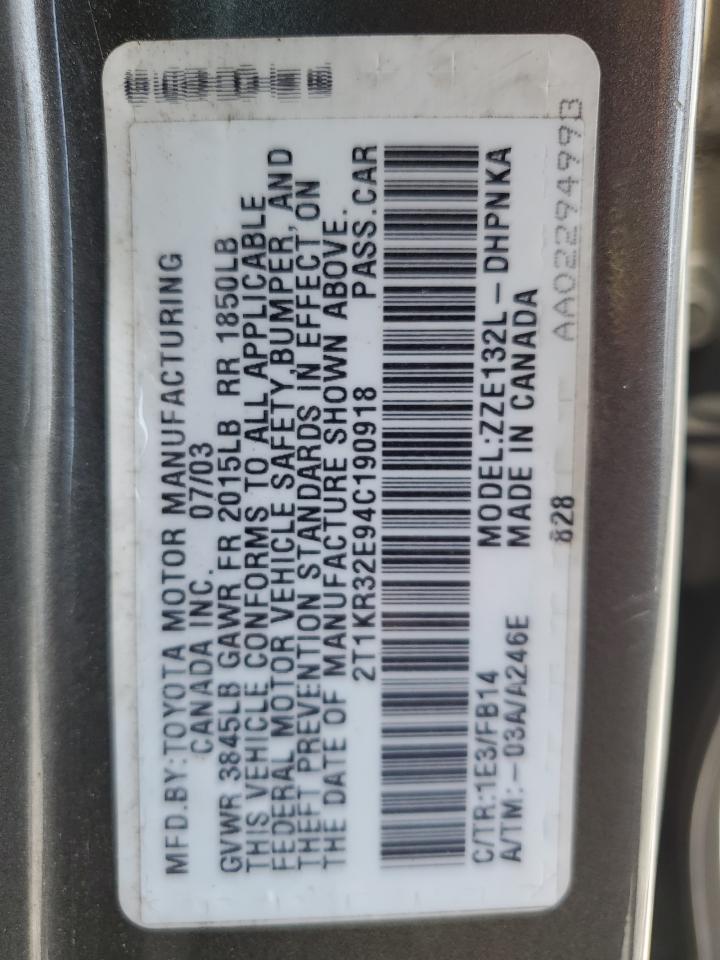 MFD.BY:TOYOTA MOTOR MANUFACTURING
CANADA INC. 07/03
GVWR 3845LB GAWR FR 2015LB RR 1850LB
THIS VEHICLE CONFORMS TO ALL APPLICABLE
FEDERAL MOTOR VEHICLE SAFETY,BUMPER, AND
THEFT PREVENTION STANDARDS IN EFFECT ON
THE DATE OF MANUFACTURE SHOWN ABOVE.
2T1KR32E94C190918 PASS.CAR
C/TR:1E3/FB14 MODEL:ZZE132L-DHPNKA
A/TM:-03A/A246E MADE IN CANADA
828 AA0229499B